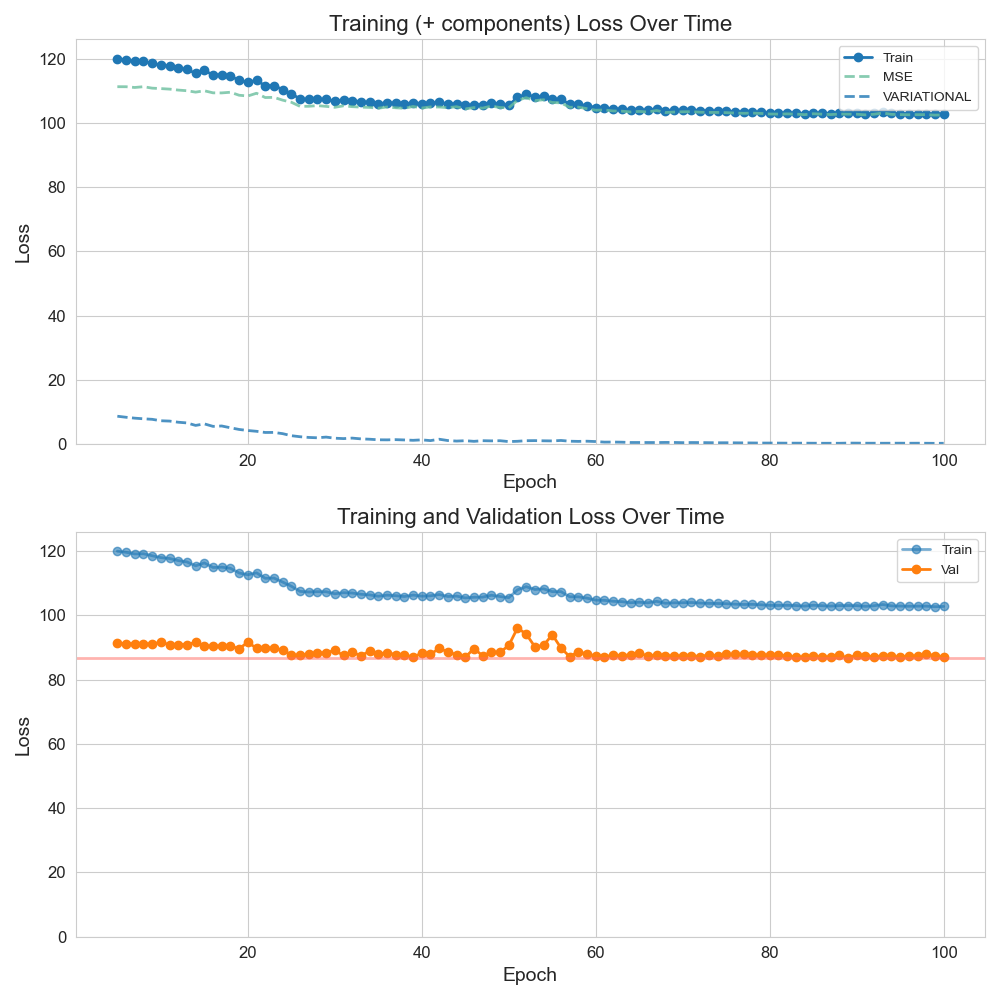 Training (+ components) Loss Over Time
Train
MSE
VARIATIONAL
120
100
80
60
40
20
0
Loss
20 40 60 80 100
Epoch
Training and Validation Loss Over Time
Train
Val
120
100
80
60
40
20
0
Loss
20 40 60 80 100
Epoch